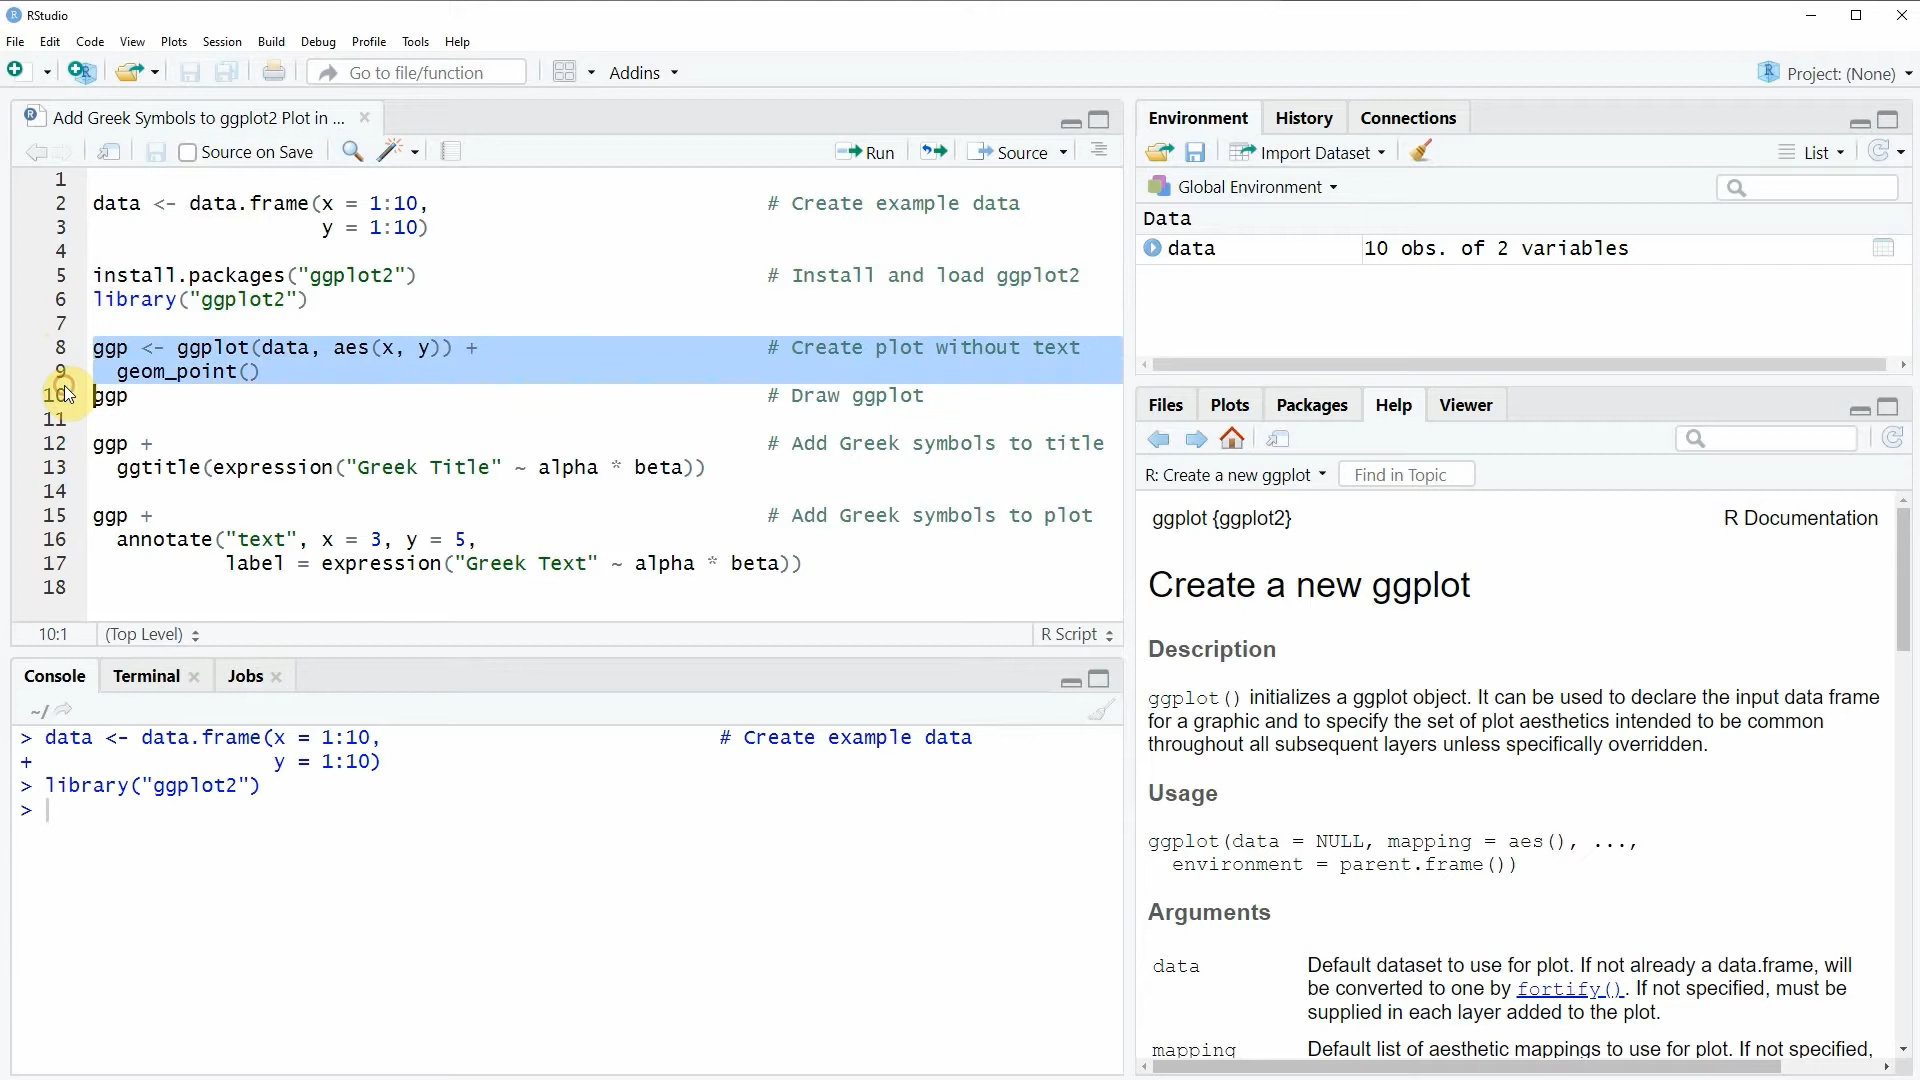 RStudio
File Edit Code View Plots Session Build Debug Profile Tools Help
Go to file/function Addins Project: (None)
Add Greek Symbols to ggplot2 Plot in ...
Source on Save Run Source
1
2 data <- data.frame(x = 1:10, # Create example data
3 y = 1:10)
4
5 install.packages("ggplot2") # Install and load ggplot2
6 library("ggplot2")
7
8 ggp <- ggplot(data, aes(x, y)) + # Create plot without text
9 geom_point()
10 ggp # Draw ggplot
11
12 ggp + # Add Greek symbols to title
13 ggtitle(expression("Greek Title" ~ alpha * beta))
14
15 ggp + # Add Greek symbols to plot
16 annotate("text", x = 3, y = 5,
17 label = expression("Greek Text" ~ alpha * beta))
18
10:1 (Top Level) R Script
Console Terminal Jobs
~/
> data <- data.frame(x = 1:10, # Create example data
+ y = 1:10)
> library("ggplot2")
>
Environment History Connections
Import Dataset List
Global Environment
Data
data 10 obs. of 2 variables
Files Plots Packages Help Viewer
R: Create a new ggplot Find in Topic
ggplot {ggplot2} R Documentation
Create a new ggplot
Description
ggplot() initializes a ggplot object. It can be used to declare the input data frame
for a graphic and to specify the set of plot aesthetics intended to be common
throughout all subsequent layers unless specifically overridden.
Usage
ggplot(data = NULL, mapping = aes(), ...,
environment = parent.frame())
Arguments
data Default dataset to use for plot. If not already a data.frame, will
be converted to one by fortify(). If not specified, must be
supplied in each layer added to the plot.
mapping Default list of aesthetic mappings to use for plot. If not specified,